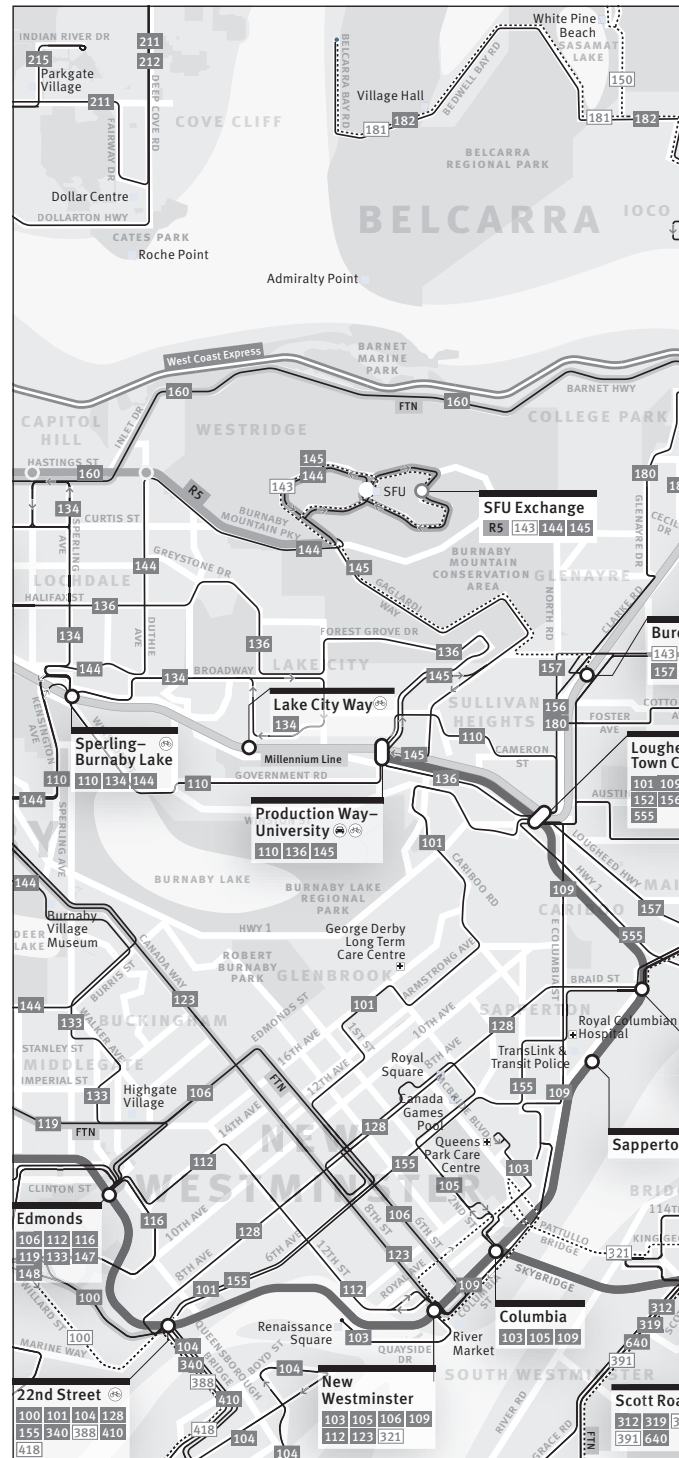 INDIAN RIVER DR
211
212
215
Parkgate
Village
211
FAIRWAY DR
DEEP COVE RD
COVE CLIFF
Dollar Centre
DOLLARTON HWY
CATES PARK
Roche Point
White Pine
Beach
SASAMAT
LAKE
BELCARRA BAY RD
Village Hall
BEDWELL BAY RD
150
181
182
181
182
BELCARRA
REGIONAL PARK
BELCARRA
IOCO
Admiralty Point
BARNET
MARINE
PARK
West Coast Express
160
FTN
160
BARNET HWY
CAPITOL
HILL
INLET DR
WESTRIDGE
COLLEGE PARK
HASTINGS ST
160
145
144
143
SFU
180
R5
SFU Exchange
R5 143 144 145
134
CURTIS ST
SPERLING
AVE
BURNABY
MOUNTAIN PKY
144
GLENAYRE DR
GREYSTONE DR
144
145
BURNABY
MOUNTAIN
CONSERVATION
AREA
GLENAYRE
LOCHDALE
HALIFAX ST
136
DUTHIE
AVE
GAGLARDI
WAY
NORTH RD
CLARKE RD
134
136
FOREST GROVE DR
136
144
134
BROADWAY
LAKE CITY
145
157
143
157
KENSINGTON
AVE
Lake City Way
134
SULLIVAN
HEIGHTS
156
180
FOSTER
AVE
Sperling–
Burnaby Lake
110 134 144
110
Millennium Line
145
110
CAMERON
ST
110
GOVERNMENT RD
136
144
SPERLING AVE
Production Way–
University
110 136 145
101
152 156
555
101
CARIBOO RD
LOUGHEED HWY
HWY 1
109
BURNABY LAKE
BURNABY LAKE
REGIONAL
PARK
CARIBOO
157
144
Burnaby
Village
Museum
DEER
LAKE
CANADA WAY
HWY 1
George Derby
Long Term
Care Centre
E COLUMBIA ST
555
BURRIS ST
ROBERT
BURNABY
PARK
GLENBROOK
ARMSTRONG AVE
BRAID ST
144
123
EDMONDS ST
101
SAPPERTON
133
WALKER AVE
BUCKINGHAM
16TH AVE
1ST ST
10TH AVE
128
Royal Columbian
Hospital
STANLEY ST
MIDDLEGATE
IMPERIAL ST
12TH AVE
8TH AVE
Royal
Square
TransLink &
Transit Police
133
Highgate
Village
106
FTN
MCBRIDE BLVD
155
109
Canada
Games
Pool
119
FTN
14TH AVE
128
NEW
WESTMINSTER
Queens
Park Care
Centre
112
155
103
CLINTON ST
105
2ND ST
Edmonds
106 112 116
119 133 147
148
116
10TH AVE
106
6TH ST
PATTULLO
BRIDGE
321
128
8TH ST
123
8TH AVE
6TH AVE
12TH ST
ROYAL AVE
SKYBRIDGE
155
101
112
109
COLUMBIA
ST
100
WILLARD ST
100
Columbia
103 105 109
312
319
640
391
MARINE WAY
104
340
388
410
QUEENSBOROUGH
BRIDGE
BOYD ST
Renaissance
Square
103
QUAYSIDE
DR
River
Market
SOUTH WESTMINSTER
104
22nd Street
100 101 104 128
155 340 388 410
418
418
104
104
New
Westminster
103 105 106 109
112 123 321
RIVER RD
GRACE RD
FTN
312 319
391 640